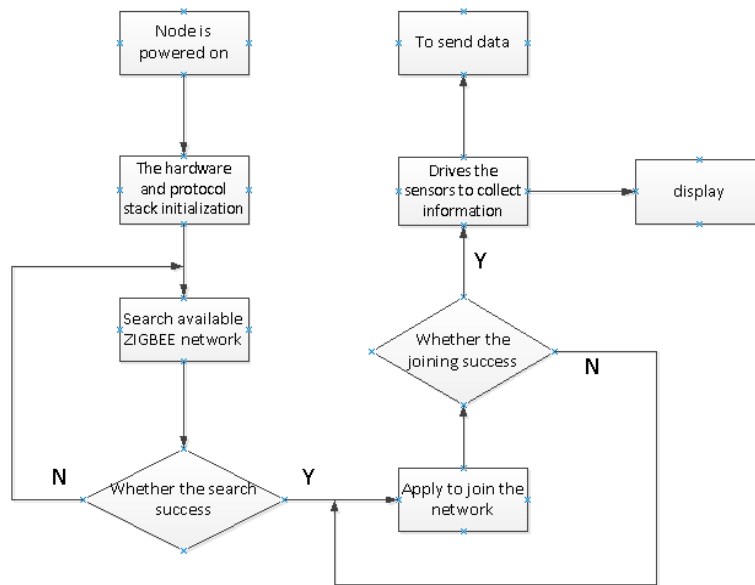 Node is
powered on
The hardware
and protocol
stack initialization
Search available
ZIGBEE network
Whether the search
success
N
Y
Apply to join the
network
Whether the
joining success
N
Y
Drives the
sensors to collect
information
To send data
display